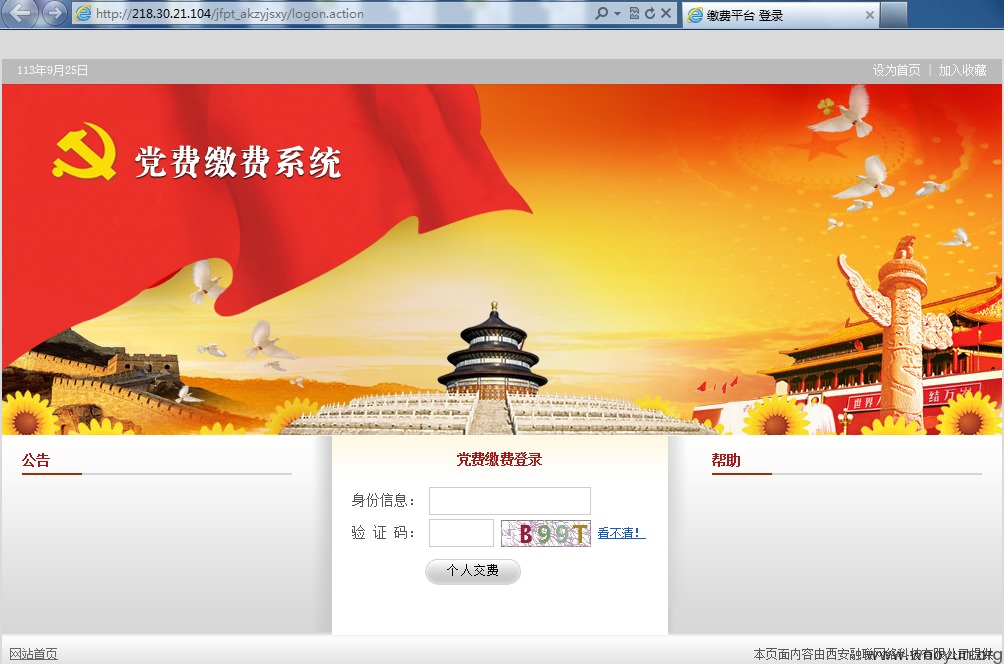 http://218.30.21.104/jfpt_akzyjsxy/logon.action
缴费平台 登录
113年9月25日
设为首页 | 加入收藏
党费缴费系统
世界人
结万岁
公告
党费缴费登录
帮助
身份信息：
验 证 码：
B99T
看不清！
个人交费
网站首页
本页面内容由西安融联网络科技有限公司提供